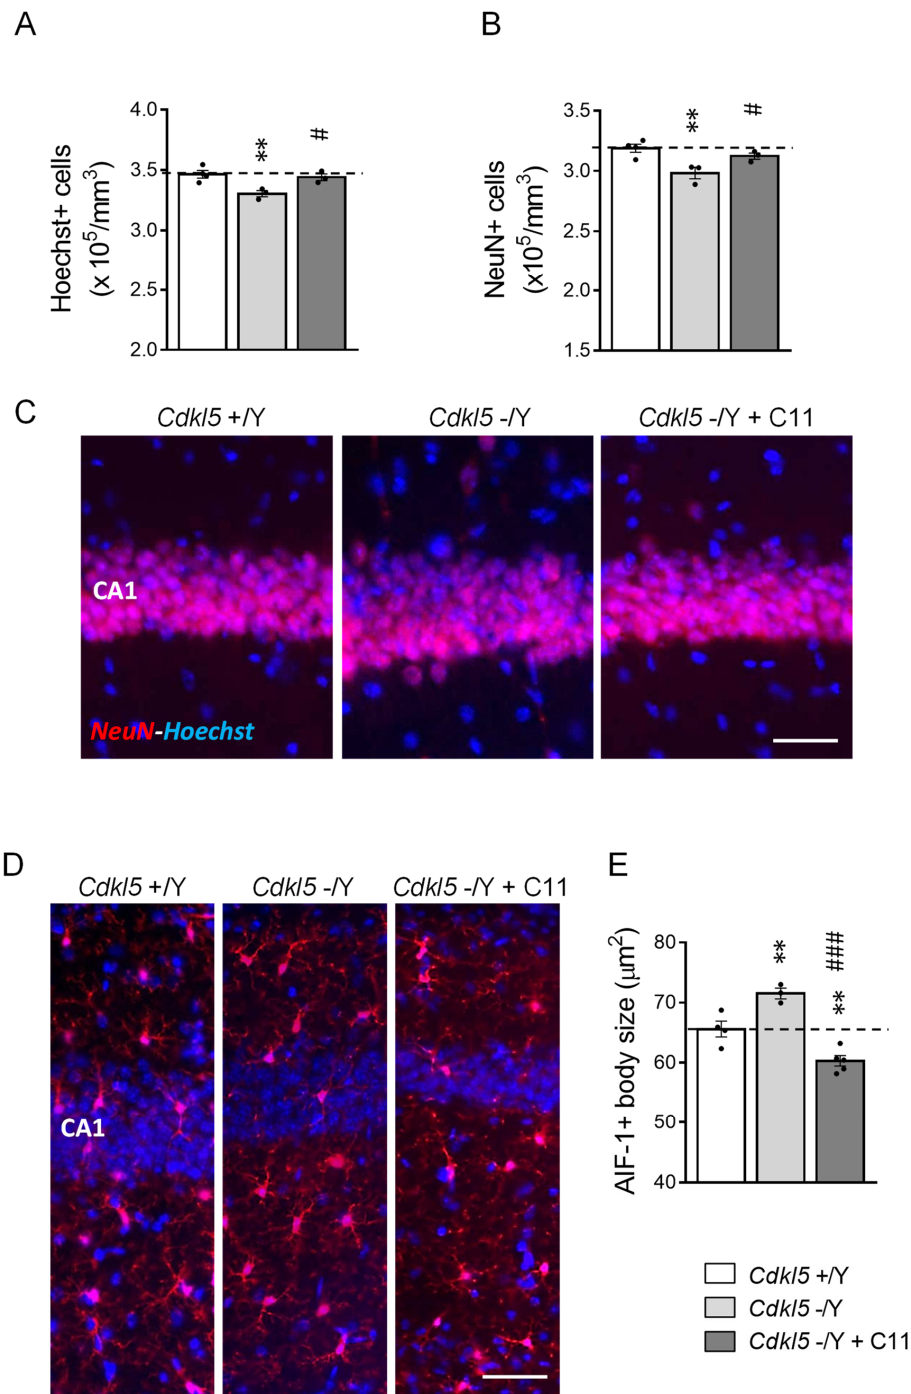 A
B
Hoechst+ cells
(x 10⁵/mm³)
4.0
3.5
3.0
2.5
2.0
**
#
NeuN+ cells
(x10⁵/mm³)
3.5
3.0
2.5
2.0
1.5
**
#
C
Cdkl5 +/Y
Cdkl5 -/Y
Cdkl5 -/Y + C11
CA1
NeuN-Hoechst
D
E
Cdkl5 +/Y
Cdkl5 -/Y
Cdkl5 -/Y + C11
CA1
AIF-1+ body size (μm²)
80
70
60
50
40
**
** ###
Cdkl5 +/Y
Cdkl5 -/Y
Cdkl5 -/Y + C11